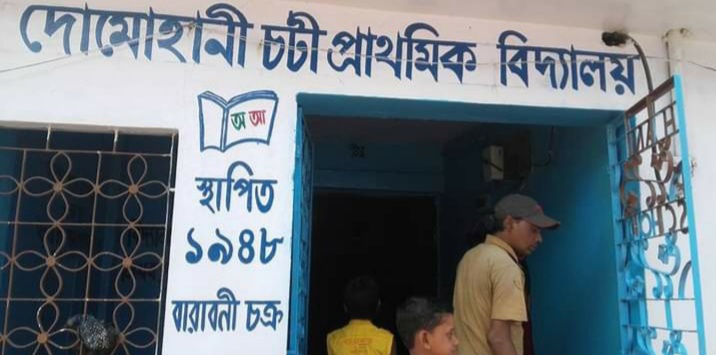 দোমোহানী চটী প্রাথমিক বিদ্যালয়
অ আ
স্থাপিত
১৯৪৮
বারাবনী চক্র